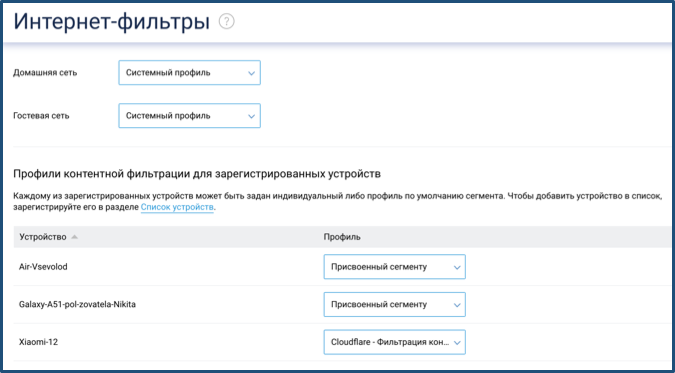 Интернет-фильтры ?
Домашняя сеть Системный профиль
Гостевая сеть Системный профиль
Профили контентной фильтрации для зарегистрированных устройств
Каждому из зарегистрированных устройств может быть задан индивидуальный либо профиль по умолчанию сегмента. Чтобы добавить устройство в список,
зарегистрируйте его в разделе Список устройств.
Устройство Профиль
Air-Vsevolod Присвоенный сегменту
Galaxy-A51-pol-zovatela-Nikita Присвоенный сегменту
Xiaomi-12 Cloudflare - Фильтрация кон...